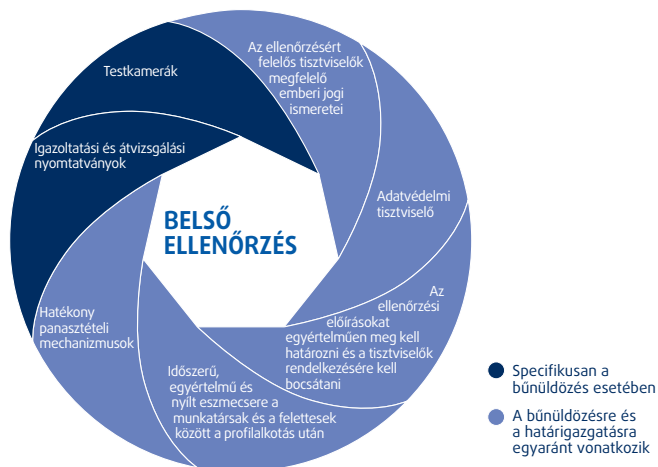 Testkamerák
Az ellenőrzésért
felelős tisztviselők
megfelelő
emberi jogi
ismeretei
Igazoltatási és átvizsgálási
nyomtatványok
Adatvédelmi
tisztviselő
BELSŐ
ELLENŐRZÉS
Hatékony
panasztételi
mechanizmusok
Az
ellenőrzési
előírásokat
egyértelműen meg kell
határozni és a tisztviselők
rendelkezésére kell
bocsátani
Időszerű,
egyértelmű és
nyílt eszmecsere a
munkatársak és a felettesek
között a profilalkotás után
Specifikusan a
bűnüldözés esetében
A bűnüldözésre és
a határigazgatásra
egyaránt vonatkozik